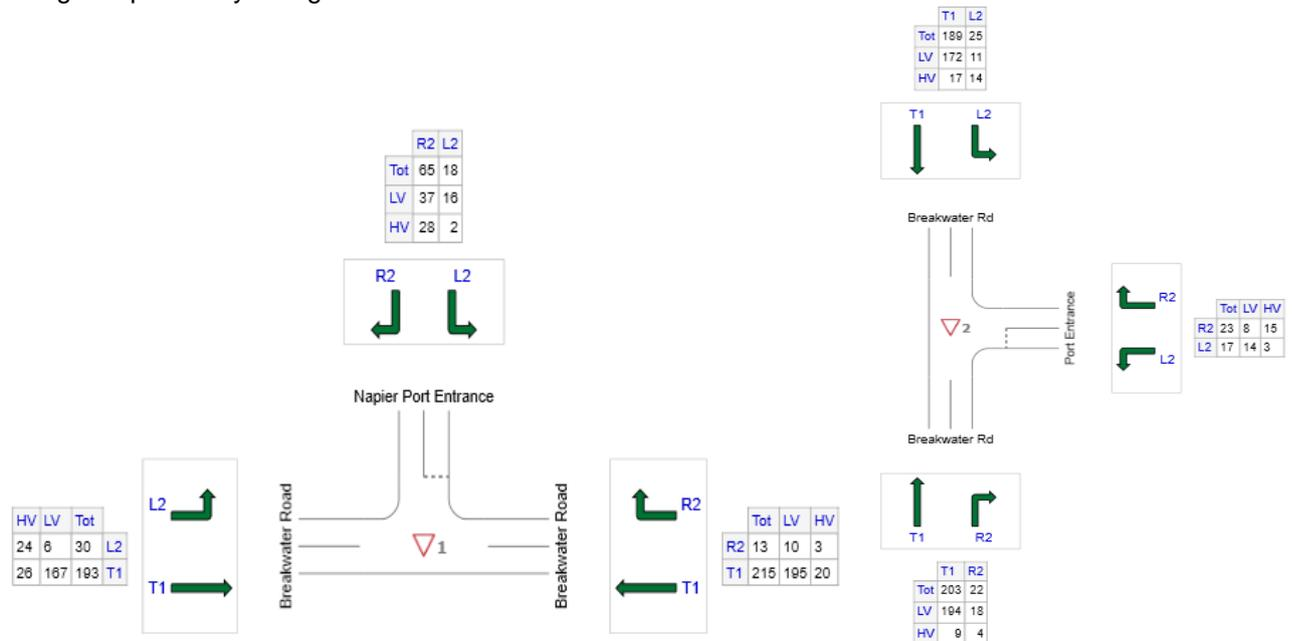 R2 L2
Tot 65 18
LV 37 16
HV 28 2
R2 L2
Napier Port Entrance
HV LV Tot
24 6 30 L2
26 167 193 T1
L2
T1
Breakwater Road
1
Breakwater Road
R2
T1
Tot LV HV
R2 13 10 3
T1 215 195 20
T1 L2
Tot 189 25
LV 172 11
HV 17 14
T1 L2
Breakwater Rd
2
Port Entrance
R2
L2
Tot LV HV
R2 23 8 15
L2 17 14 3
Breakwater Rd
T1 R2
T1 R2
Tot 203 22
LV 194 18
HV 9 4